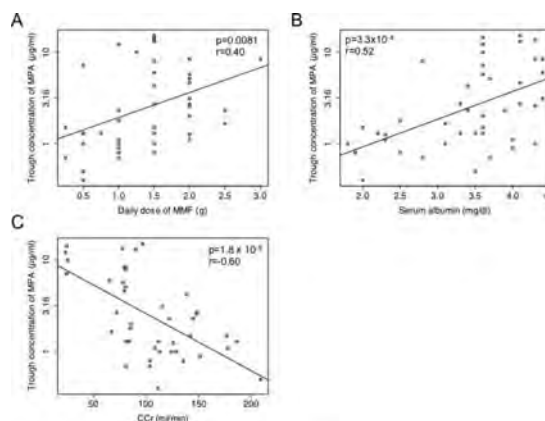 A
p=0.0081
r=0.40
Trough concentration of MPA (µg/ml)
10
3.16
1
0.5 1.0 1.5 2.0 2.5 3.0
Daily dose of MMF (g)
B
p=3.3x10⁻⁴
r=0.52
Trough concentration of MPA (µg/ml)
10
3.16
1
2.0 2.5 3.0 3.5 4.0
Serum albumin (mg/dl)
C
p=1.8 x 10⁻⁵
r=-0.60
Trough concentration of MPA (µg/ml)
10
3.16
1
50 100 150 200
CCr (ml/min)